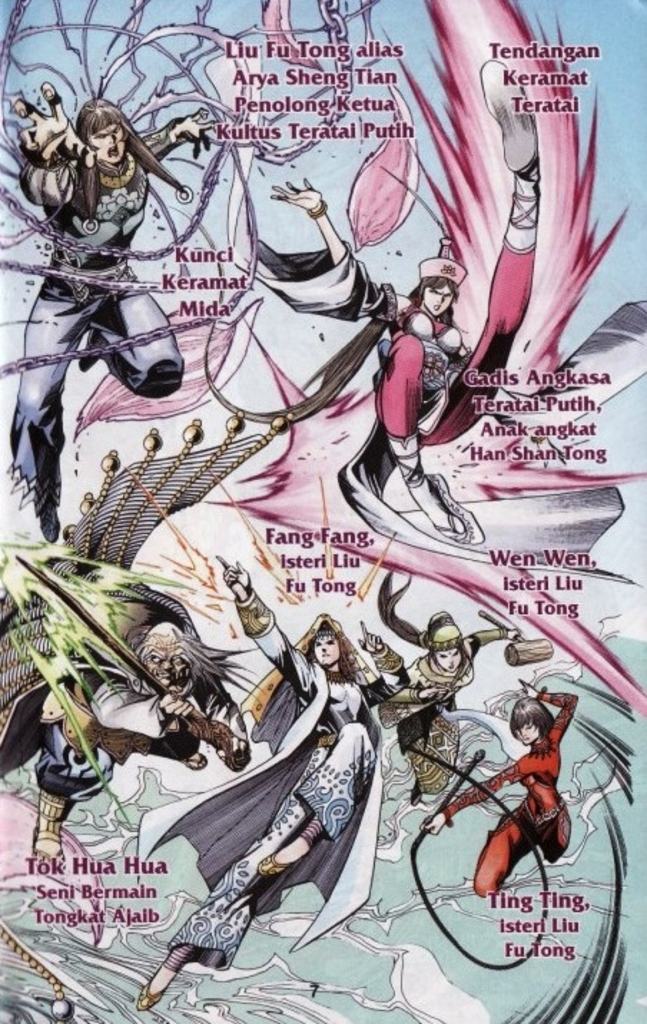 Liu Fu Tong alias
Arya Sheng Tian
Penolong Ketua
Kultus Teratai Putih
Tendangan
Keramat
Teratai
Kunci
Keramat
Mida
Gadis Angkasa
Teratai Putih,
Anak angkat
Han Shan Tong
Fang Fang,
isteri Liu
Fu Tong
Wen Wen,
isteri Liu
Fu Tong
Tok Hua Hua
Seni Bermain
Tongkat Ajaib
Ting Ting,
isteri Liu
Fu Tong
7